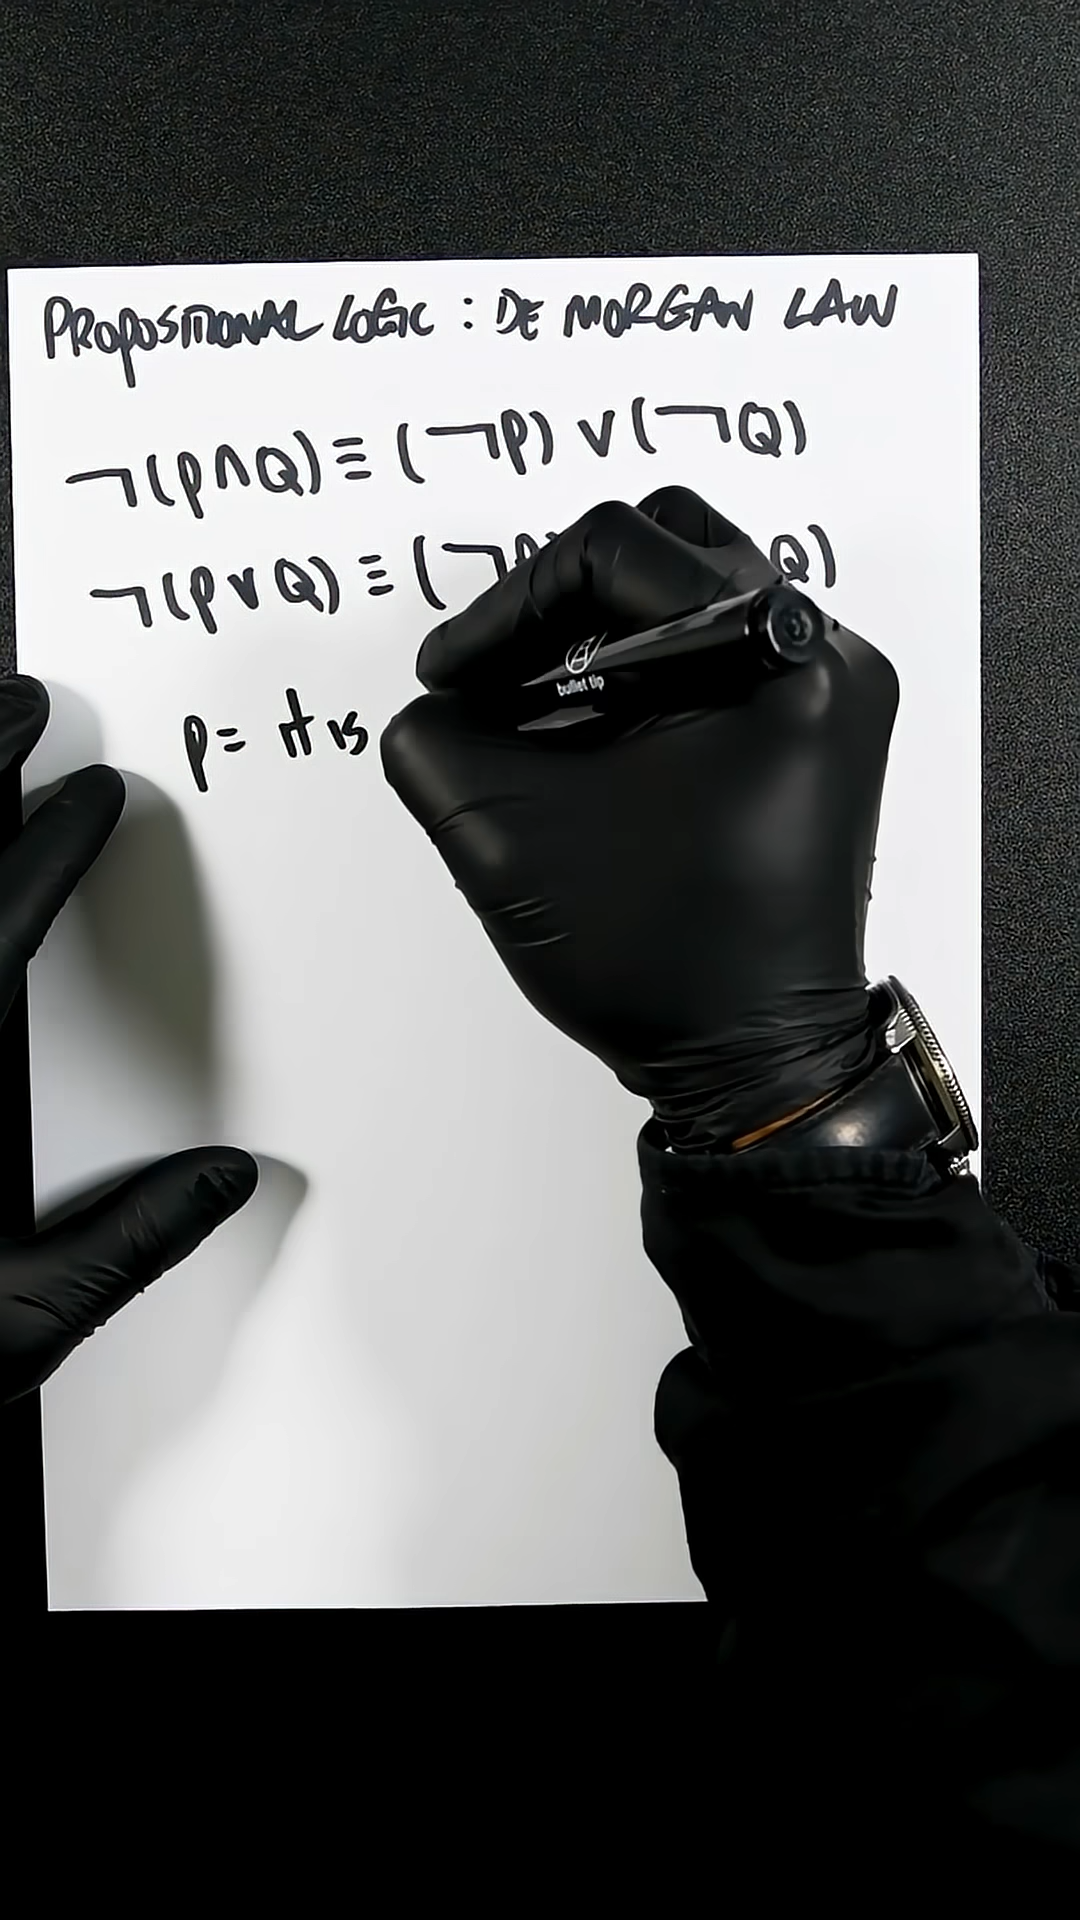 PROPOSITIONAL LOGIC : DE MORGAN LAW
¬(P∧Q) ≡ (¬P) ∨ (¬Q)
¬(P∨Q) ≡ (¬P Q)
bullet tip
P = it is